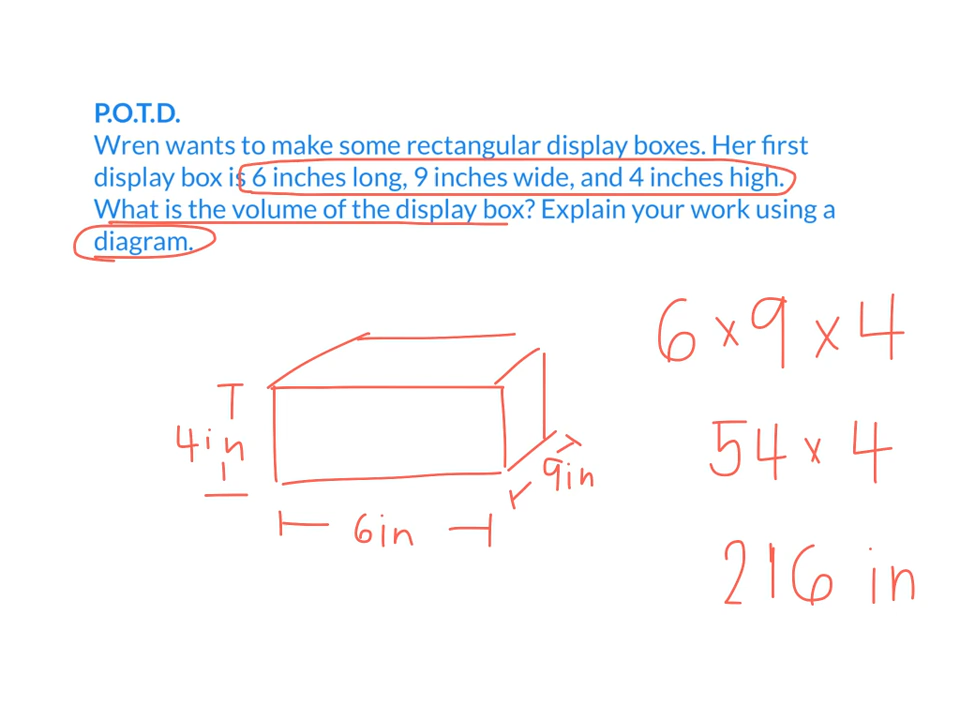 P.O.T.D.
Wren wants to make some rectangular display boxes. Her first
display box is 6 inches long, 9 inches wide, and 4 inches high.
What is the volume of the display box? Explain your work using a
diagram.
6 x 9 x 4
4in
9in
54 x 4
6in
216 in